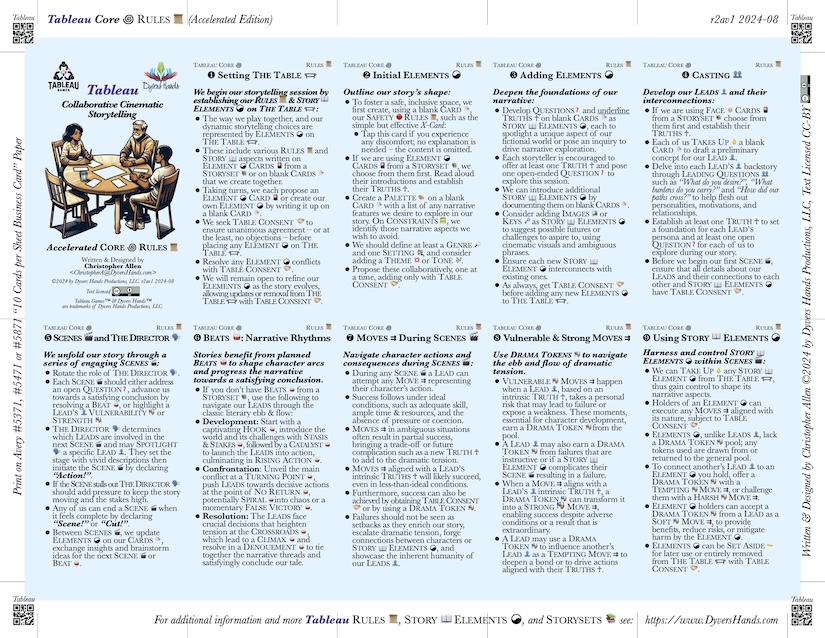 Tableau Core RULES (Accelerated Edition)
r2aw1 2024-08
Print on Avery #5371, #5471 or #5871 "10 Cards per Sheet Business Card" Paper
TABLEAU GAMES
Dyvers Hands
Tableau
Collaborative Cinematic
Storytelling
Accelerated CORE RULES
Written & Designed by
Christopher Allen
<ChristopherA@DyversHands.com>
©2024 by Dyvers Hands Productions, LLC r2aw1 2024-08
Text licensed
Tableau Games™ & Dyvers Hands™
are trademarks of Dyvers Hands Productions, LLC.
TABLEAU CORE RULES
❶ Setting THE TABLE
We begin our storytelling session by
establishing our RULES & STORY
ELEMENTS on THE TABLE :
• The way we play together, and our
dynamic storytelling choices are
represented by ELEMENTS on
THE TABLE .
• These include various RULES and
STORY aspects written on
ELEMENT CARDS from a
STORYSET or on blank CARDS
that we create together.
• Taking turns, we each propose an
ELEMENT CARD or create our
own ELEMENT by writing it up on
a blank CARD .
• We seek TABLE CONSENT to
ensure unanimous agreement – or at
the least, no objections – before
placing any ELEMENT on THE
TABLE .
• Resolve any ELEMENT conflicts
with TABLE CONSENT .
• We will remain open to refine our
ELEMENTS as the story evolves,
allowing updates or removal from THE
TABLE with TABLE CONSENT .
TABLEAU CORE RULES
❷ Initial ELEMENTS
Outline our story's shape:
• To foster a safe, inclusive space, we
first create, using a blank CARD ,
our SAFETY RULES, such as the
simple but effective X-Card:
• Tap this card if you experience
any discomfort; no explanation is
needed – the content is omitted.
• If we are using ELEMENT
CARDS from a STORYSET , we
choose from them first. Read aloud
their introductions and establish
their TRUTHS †.
• Create a PALETTE on a blank
CARD with a list of any narrative
features we desire to explore in our
story. On CONSTRAINTS , we
identify those narrative aspects we
wish to avoid.
• We should define at least a GENRE
and one SETTING , and consider
adding a THEME or TONE .
• Propose these collaboratively, one at
a time, adding only with TABLE
CONSENT .
TABLEAU CORE RULES
❸ Adding ELEMENTS
Deepen the foundations of our
narrative:
• Develop QUESTIONS ? and underline
TRUTHS † on blank CARDS as
STORY ELEMENTS , each to
spotlight a unique aspect of our
fictional world or pose an inquiry to
drive narrative exploration.
• Each storyteller is encouraged to
offer at least one TRUTH † and pose
one open-ended QUESTION ? to
explore this session.
• We can introduce additional
STORY ELEMENTS by
documenting them on blank CARDS .
• Consider adding IMAGES or
KEYS as STORY ELEMENTS
to suggest possible futures or
challenges to aspire to, using
cinematic visuals and ambiguous
phrases.
• Ensure each new STORY
ELEMENT interconnects with
existing ones.
• As always, get TABLE CONSENT
before adding any new ELEMENTS
to THE TABLE .
TABLEAU CORE RULES
❹ CASTING
Develop our LEADS and their
interconnections:
• If we are using FACE CARDS
from a STORYSET choose from
them first and establish their
TRUTHS †.
• Each of us TAKES UP a blank
CARD to draft a preliminary
concept for our LEAD .
• Delve into each LEAD'S backstory
through LEADING QUESTIONS
such as "What do you desire?", "What
burdens do you carry?" and "How did our
paths cross?" to help flesh out
personalities, motivations, and
relationships.
• Establish at least one TRUTH † to set
a foundation for each LEAD'S
persona and at least one open
QUESTION ? for each of us to
explore during our story.
• Before we begin our first SCENE ,
ensure that all details about our
LEADS and their connections to each
other and STORY ELEMENTS
have TABLE CONSENT .
TABLEAU CORE RULES
❺ SCENES and THE DIRECTOR
We unfold our story through a
series of engaging SCENES :
• Rotate the role of THE DIRECTOR .
• Each SCENE should either address
an open QUESTION ?, advance us
towards a satisfying conclusion by
resolving a BEAT , or highlight a
LEAD'S VULNERABILITY or
STRENGTH .
• THE DIRECTOR determines
which LEADS are involved in the
next SCENE and may SPOTLIGHT
a specific LEAD . They set the
stage with vivid descriptions then
initiate the SCENE by declaring
"Action!".
• If the SCENE stalls out THE DIRECTOR
should add pressure to keep the story
moving and the stakes high.
• Any of us can end a SCENE when
it feels complete by declaring
"Scene!" or "Cut!".
• Between SCENES , we update
ELEMENTS on our CARDS ,
exchange insights and brainstorm
ideas for the next SCENE or
BEAT .
TABLEAU CORE RULES
❻ BEATS : Narrative Rhythms
Stories benefit from planned
BEATS to shape character arcs
and progress the narrative
towards a satisfying conclusion.
• If you don't have BEATS from a
STORYSET , use the following to
navigate our LEADS through the
classic literary ebb & flow:
• Development: Start with a
captivating HOOK , introduce the
world and its challenges with STASIS
& STAKES , followed by a CATALYST
to launch the LEADS into action,
culminating in RISING ACTION .
• Confrontation: Unveil the main
conflict at a TURNING POINT ,
push LEADS towards decisive actions
at the point of NO RETURN ,
potentially SPIRAL into chaos or a
momentary FALSE VICTORY .
• Resolution: The LEADS face
crucial decisions that heighten
tension at the CROSSROADS ,
which lead to a CLIMAX and
resolve in a DENOUEMENT to tie
together the narrative threads and
satisfyingly conclude our tale.
TABLEAU CORE RULES
❼ MOVES During SCENES
Navigate character actions and
consequences during SCENES :
• During any SCENE a LEAD can
attempt any MOVE representing
their character's action.
• Success follows under ideal
conditions, such as adequate skill,
ample time & resources, and the
absence of pressure or coercion.
• MOVES in ambiguous situations
often result in partial success,
bringing a trade-off or future
complication such as a new TRUTH †
to add to the dramatic tension.
• MOVES aligned with a LEAD'S
intrinsic TRUTHS † will likely succeed,
even in less-than-ideal conditions.
• Furthermore, success can also be
achieved by obtaining TABLE CONSENT
or by using a DRAMA TOKEN .
• Failures should not be seen as
setbacks as they enrich our story,
escalate dramatic tension, forge
connections between characters or
STORY ELEMENTS , and
showcase the inherent humanity of
our LEADS .
TABLEAU CORE RULES
❽ Vulnerable & Strong MOVES
Use DRAMA TOKENS to navigate
the ebb and flow of dramatic
tension.
• VULNERABLE MOVES happen
when a LEAD , based on an
intrinsic TRUTH †, takes a personal
risk that may lead to failure or
expose a weakness. These moments,
essential for character development,
earn a DRAMA TOKEN from the
pool.
• A LEAD may also earn a DRAMA
TOKEN from failures that are
instructive or if a STORY
ELEMENT complicates their
SCENE resulting in a failure.
• When a MOVE aligns with a
LEAD'S intrinsic TRUTH †, a
DRAMA TOKEN can transform it
into a STRONG MOVE ,
enabling success despite adverse
conditions or a result that is
extraordinary.
• A LEAD may use a DRAMA
TOKEN to influence another's
LEAD as a TEMPTING MOVE to
deepen a bond or to drive actions
aligned with their TRUTHS †.
TABLEAU CORE RULES
❾ Using STORY ELEMENTS
Harness and control STORY
ELEMENTS within SCENES :
• We can TAKE UP any STORY
ELEMENT from THE TABLE ,
thus gain control to shape its
narrative aspects.
• Holders of an ELEMENT can
execute any MOVES aligned with
its nature, subject to TABLE
CONSENT .
• ELEMENTS , unlike LEADS , lack
a DRAMA TOKEN pool; any
tokens used are drawn from or
returned to the general pool.
• To connect another's LEAD to an
ELEMENT you hold, offer a
DRAMA TOKEN with a
TEMPTING MOVE , or challenge
them with a HARSH MOVE .
• ELEMENT holders can accept a
DRAMA TOKEN from a LEAD as a
SOFT MOVE , to provide
benefits, reduce risks, or mitigate
harm by the ELEMENT .
• ELEMENTS can be SET ASIDE
for later use or entirely removed
from THE TABLE with TABLE
CONSENT .
Written & Designed by Christopher Allen ©2024 by Dyvers Hands Productions, LLC, Text Licensed CC-BY
For additional information and more Tableau RULES , STORY ELEMENTS , and STORYSETS see: https://www.DyversHands.com